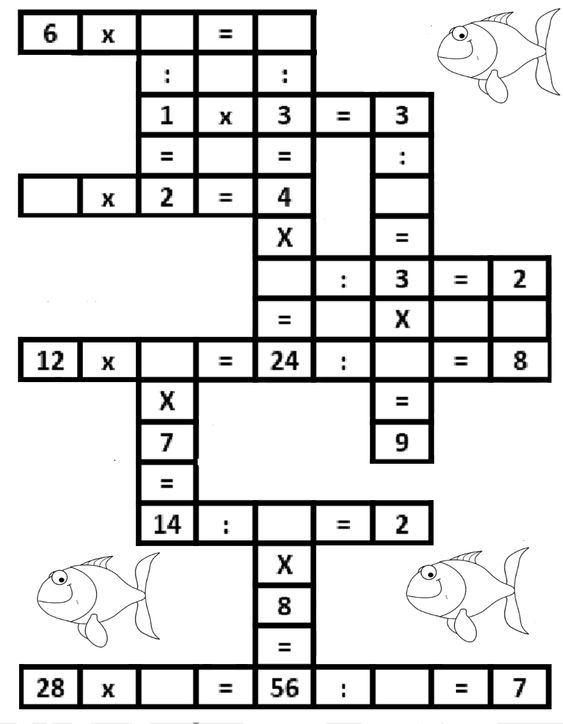 6 x =
: :
1 x 3 = 3
= = :
x 2 = 4
X =
: 3 = 2
= X
12 x = 24 : = 8
X =
7 9
=
14 : = 2
X
8
=
28 x = 56 : = 7